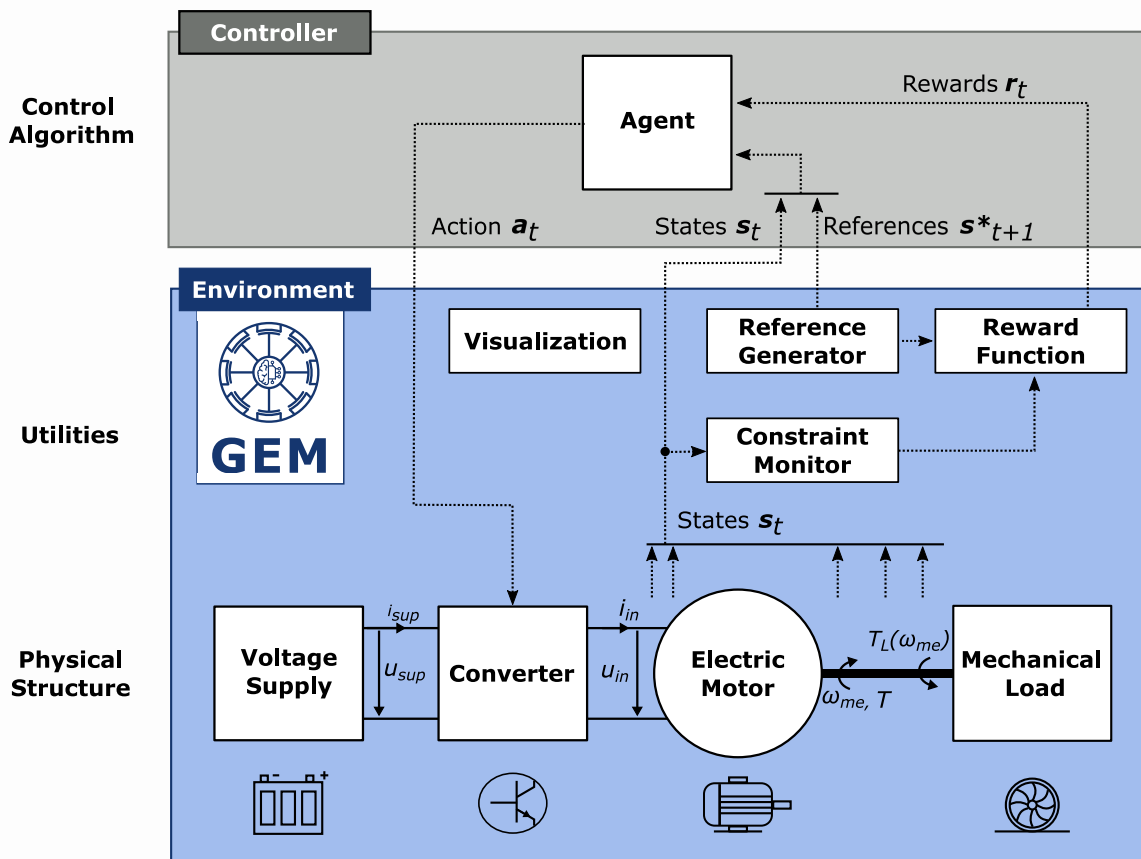 Controller
Control
Algorithm
Agent
Rewards r_t
Action a_t
States s_t
References s*_{t+1}
Environment
GEM
Visualization
Reference
Generator
Reward
Function
Utilities
Constraint
Monitor
States s_t
Physical
Structure
Voltage
Supply
i_sup
u_sup
Converter
i_in
u_in
Electric
Motor
ω_me, T
T_L(ω_me)
Mechanical
Load
- +